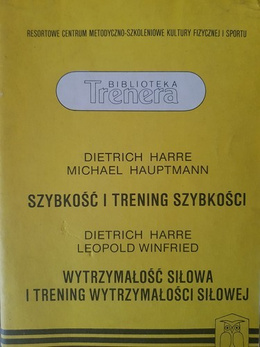 RESORTOWE CENTRUM METODYCZNO-SZKOLENIOWE KULTURY FIZYCZNEJ I SPORTU
BIBLIOTEKA
Trenera
DIETRICH HARRE
MICHAEL HAUPTMANN
SZYBKOŚĆ I TRENING SZYBKOŚCI
DIETRICH HARRE
LEOPOLD WINFRIED
WYTRZYMAŁOŚĆ SIŁOWA
I TRENING WYTRZYMAŁOŚCI SIŁOWEJ